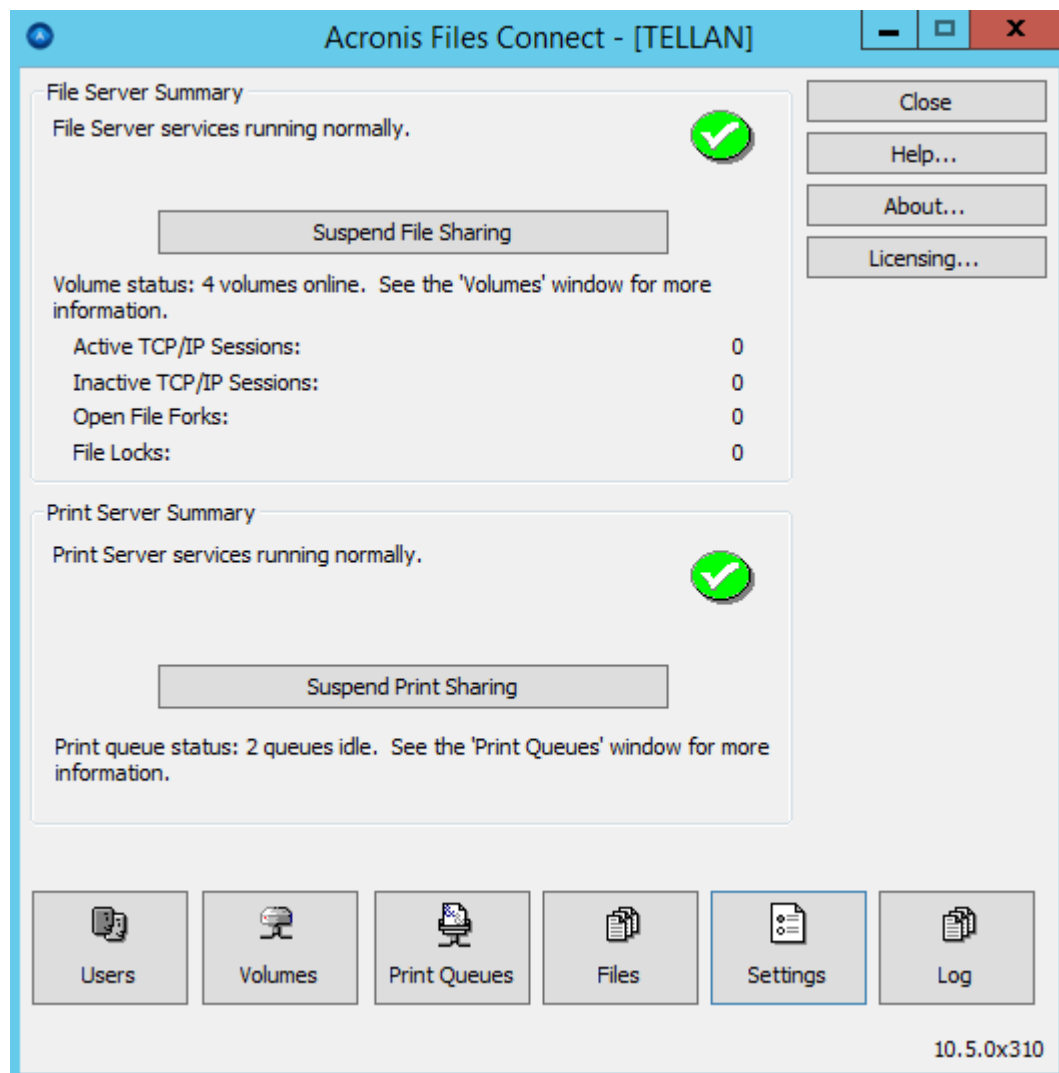 Acronis Files Connect - [TELLAN]
File Server Summary
File Server services running normally.
Suspend File Sharing
Volume status: 4 volumes online. See the 'Volumes' window for more
information.
Active TCP/IP Sessions: 0
Inactive TCP/IP Sessions: 0
Open File Forks: 0
File Locks: 0
Close
Help...
About...
Licensing...
Print Server Summary
Print Server services running normally.
Suspend Print Sharing
Print queue status: 2 queues idle. See the 'Print Queues' window for more
information.
Users
Volumes
Print Queues
Files
Settings
Log
10.5.0x310